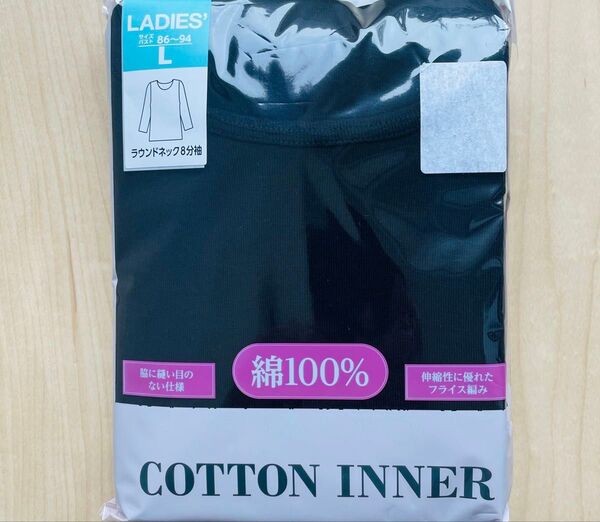 LADIES'
サイズ
バスト 86～94
L
ラウンドネック8分袖
脇に縫い目の
ない仕様
綿100%
伸縮性に優れた
フライス編み
COTTON INNER